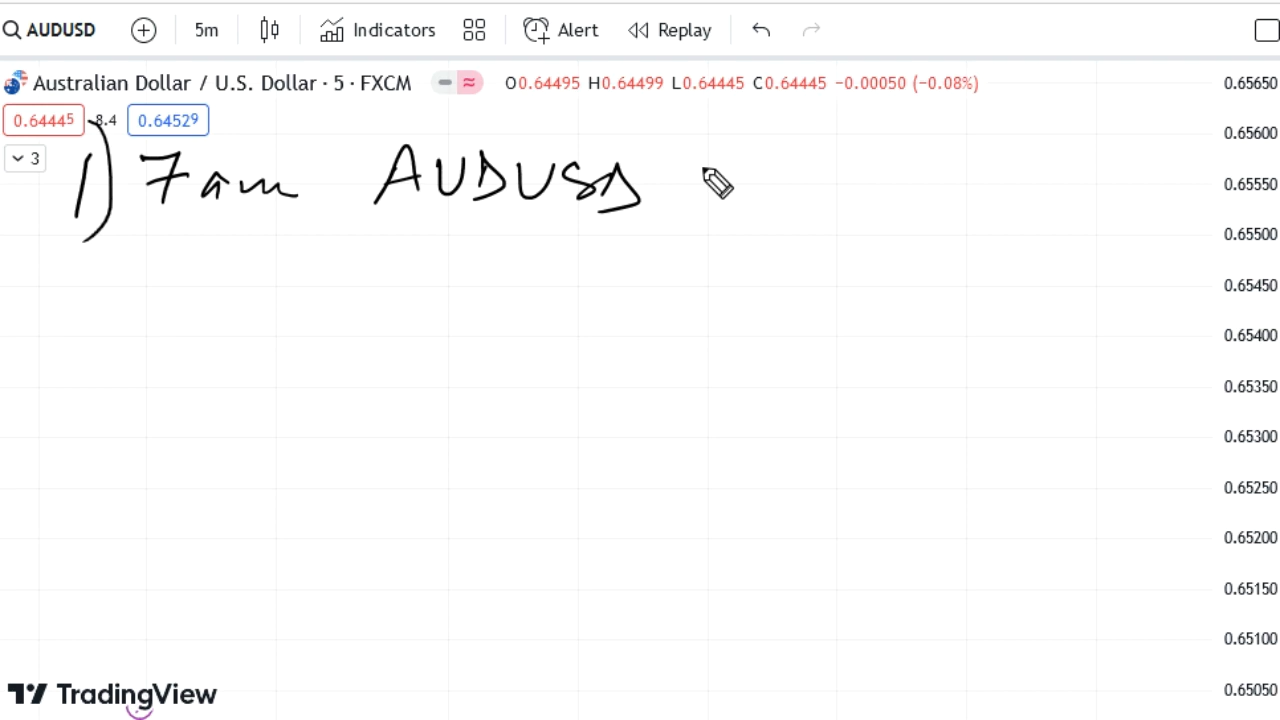 AUDUSD 5m Indicators Alert Replay
Australian Dollar / U.S. Dollar · 5 · FXCM O0.64495 H0.64499 L0.64445 C0.64445 −0.00050 (−0.08%)
0.64445 8.4 0.64529
3
1) 7am AUDUSD
0.65650
0.65600
0.65550
0.65500
0.65450
0.65400
0.65350
0.65300
0.65250
0.65200
0.65150
0.65100
0.65050
TradingView